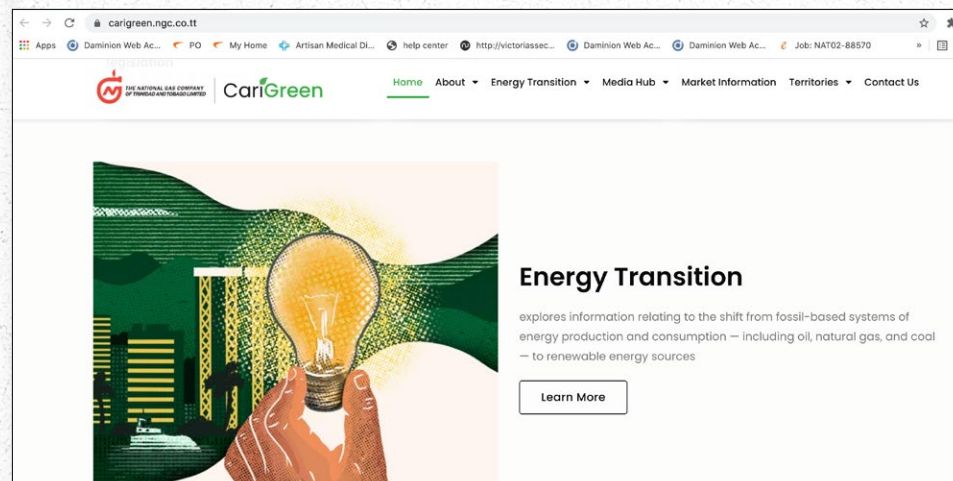 carigreen.ngc.co.tt
Apps Daminion Web Ac... PO My Home Artisan Medical Di... help center http://victoriassec... Daminion Web Ac... Daminion Web Ac... Job: NAT02-88570 »
legislation
THE NATIONAL GAS COMPANY
OF TRINIDAD AND TOBAGO LIMITED
CariGreen
Home About Energy Transition Media Hub Market Information Territories Contact Us
Energy Transition
explores information relating to the shift from fossil-based systems of
energy production and consumption — including oil, natural gas, and coal
— to renewable energy sources
Learn More